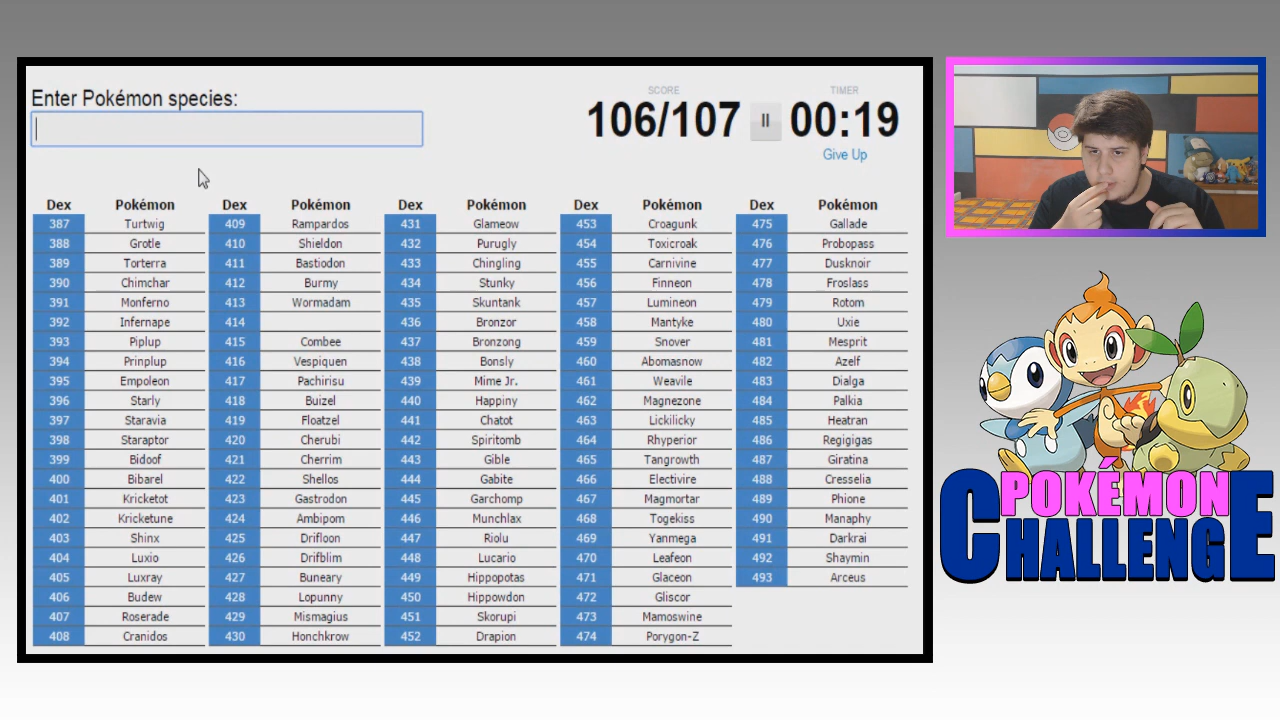 Enter Pokémon species:
SCORE
106/107
TIMER
00:19
Give Up
Dex Pokémon Dex Pokémon Dex Pokémon Dex Pokémon Dex Pokémon
387 Turtwig 409 Rampardos 431 Glameow 453 Croagunk 475 Gallade
388 Grotle 410 Shieldon 432 Purugly 454 Toxicroak 476 Probopass
389 Torterra 411 Bastiodon 433 Chingling 455 Carnivine 477 Dusknoir
390 Chimchar 412 Burmy 434 Stunky 456 Finneon 478 Froslass
391 Monferno 413 Wormadam 435 Skuntank 457 Lumineon 479 Rotom
392 Infernape 414 436 Bronzor 458 Mantyke 480 Uxie
393 Piplup 415 Combee 437 Bronzong 459 Snover 481 Mesprit
394 Prinplup 416 Vespiquen 438 Bonsly 460 Abomasnow 482 Azelf
395 Empoleon 417 Pachirisu 439 Mime Jr. 461 Weavile 483 Dialga
396 Starly 418 Buizel 440 Happiny 462 Magnezone 484 Palkia
397 Staravia 419 Floatzel 441 Chatot 463 Lickilicky 485 Heatran
398 Staraptor 420 Cherubi 442 Spiritomb 464 Rhyperior 486 Regigigas
399 Bidoof 421 Cherrim 443 Gible 465 Tangrowth 487 Giratina
400 Bibarel 422 Shellos 444 Gabite 466 Electivire 488 Cresselia
401 Kricketot 423 Gastrodon 445 Garchomp 467 Magmortar 489 Phione
402 Kricketune 424 Ambipom 446 Munchlax 468 Togekiss 490 Manaphy
403 Shinx 425 Drifloon 447 Riolu 469 Yanmega 491 Darkrai
404 Luxio 426 Drifblim 448 Lucario 470 Leafeon 492 Shaymin
405 Luxray 427 Buneary 449 Hippopotas 471 Glaceon 493 Arceus
406 Budew 428 Lopunny 450 Hippowdon 472 Gliscor
407 Roserade 429 Mismagius 451 Skorupi 473 Mamoswine
408 Cranidos 430 Honchkrow 452 Drapion 474 Porygon-Z
POKÉMON
CHALLENGE